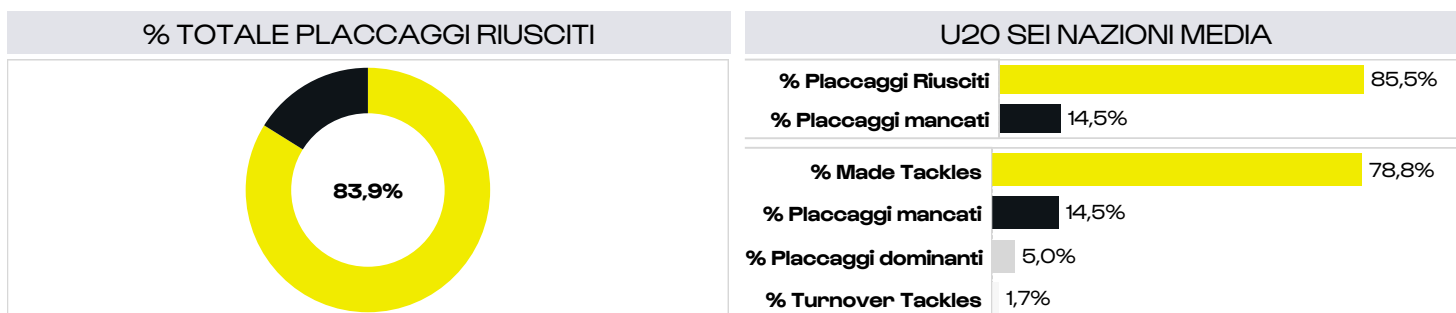 % TOTALE PLACCAGGI RIUSCITI
83,9%
U20 SEI NAZIONI MEDIA
% Placcaggi Riusciti 85,5%
% Placcaggi mancati 14,5%
% Made Tackles 78,8%
% Placcaggi mancati 14,5%
% Placcaggi dominanti 5,0%
% Turnover Tackles 1,7%